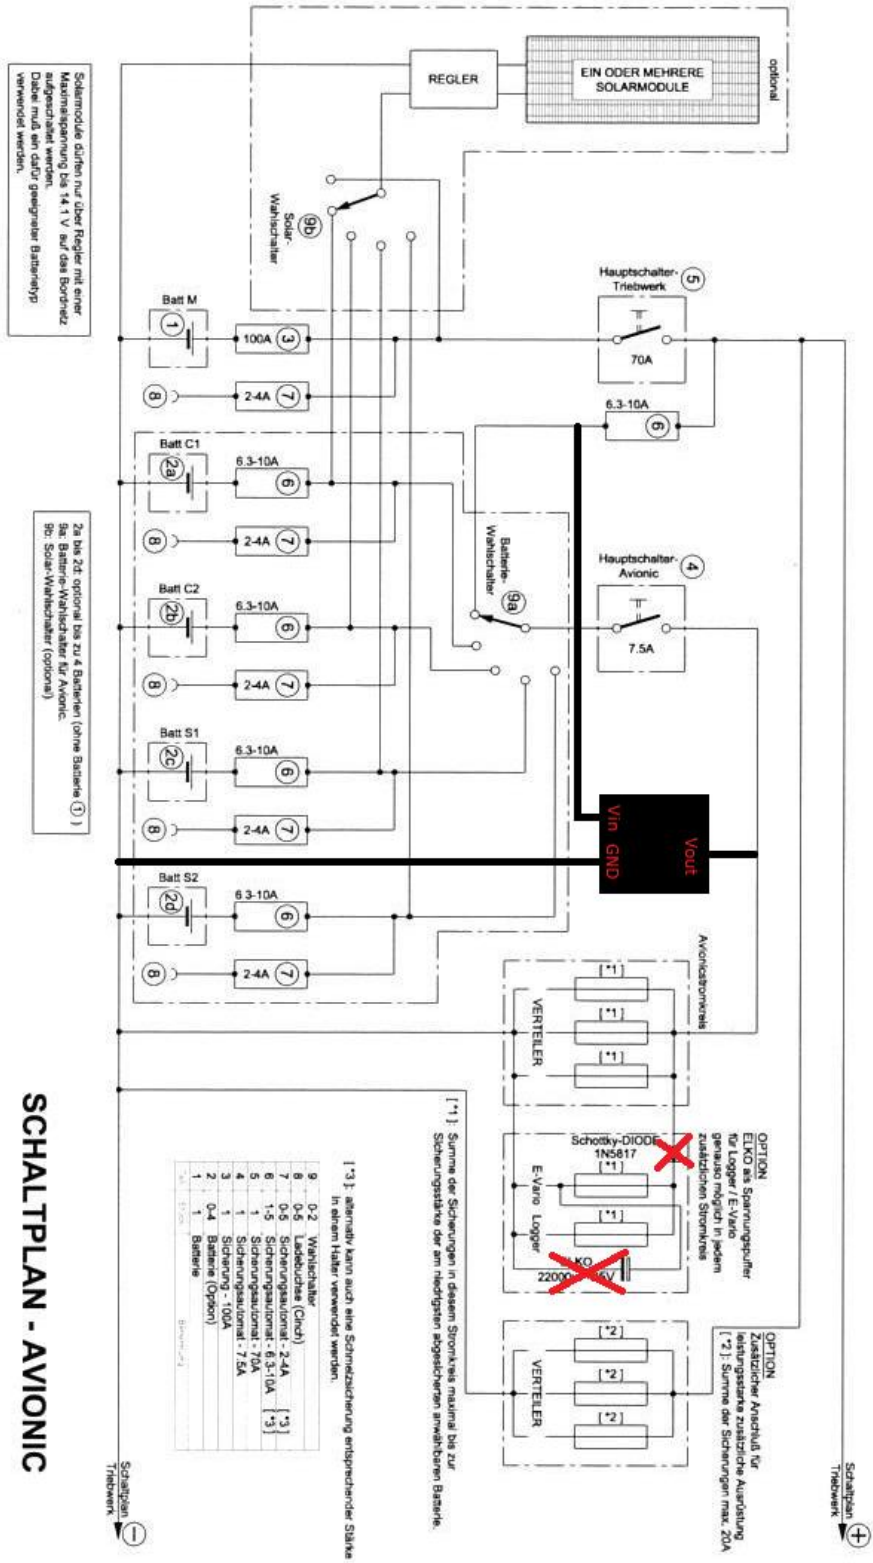 optional
EIN ODER MEHRERE
SOLARMODULE
REGLER
Solarmodule dürfen nur über Regler mit einer
Maximalspannung bis 14.1 V auf das Bordnetz
aufgeschaltet werden.
Dabei muß ein dafür geeigneter Batterietyp
verwendet werden.
9b
Solar-
Wahlschalter
Hauptschalter-
Triebwerk
5
70A
6.3-10A
6
Batt M
1
100A
3
8
2-4A
7
Batt C1
2a
6.3-10A
6
8
2-4A
7
Batt C2
2b
6.3-10A
6
8
2-4A
7
Batt S1
2c
6.3-10A
6
8
2-4A
7
Batt S2
2d
6.3-10A
6
8
2-4A
7
Batterie-
Wahlschalter
9a
Hauptschalter-
Avionic
4
7.5A
2a bis 2d: optional bis zu 4 Batterien (ohne Batterie 1 )
9a: Batterie-Wahlschalter für Avionic.
9b: Solar-Wahlschalter (optional)
Vin GND
Vout
Avionicstromkreis
[ *1 ]
[ *1 ]
[ *1 ]
VERTEILER
OPTION
ELKO als Spannungspuffer
für Logger / E-Vario
genauso möglich in jedem
zusätzlichen Stromkreis
Schottky-DIODE
1N5817
[ *1 ]
[ *1 ]
E-Vario Logger
OPTION
Zusätzlicher Anschluß für
leistungsstarke zusätzliche Ausrüstung
[ *2 ]: Summe der Sicherungen max. 20A
[ *2 ]
[ *2 ]
[ *2 ]
VERTEILER
[ *1 ]: Summe der Sicherungen in diesem Stromkreis maximal bis zur
Sicherungsstärke der am niedrigsten abgesicherten anwählbaren Batterie.
[ *3 ]: alternativ kann auch eine Schmelzsicherung entsprechender Stärke
in einem Halter verwendet werden.
9 0-2 Wahlschalter
8 0-5 Ladebuchse (Cinch)
7 0-5 Sicherungsautomat - 2-4A [ *3 ]
6 1-5 Sicherungsautomat - 6.3-10A [ *3 ]
5 1 Sicherungsautomat - 70A
4 1 Sicherungsautomat - 7.5A
3 1 Sicherung - 100A
2 0-4 Batterie (Option)
1 1 Batterie
SCHALTPLAN - AVIONIC
Schaltplan
Triebwerk
+
Schaltplan
Triebwerk
−